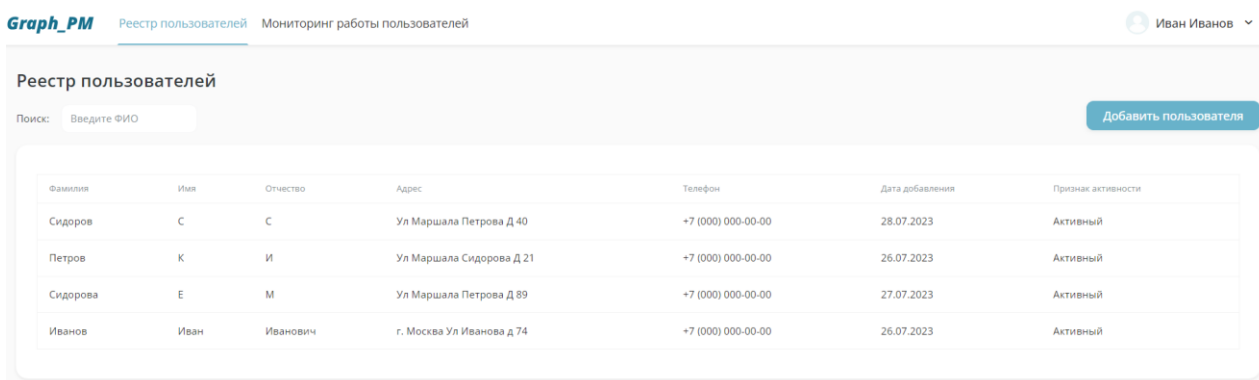 Graph_PM Реестр пользователей Мониторинг работы пользователей Иван Иванов
Реестр пользователей
Поиск: Введите ФИО Добавить пользователя
Фамилия Имя Отчество Адрес Телефон Дата добавления Признак активности
Сидоров С С Ул Маршала Петрова Д 40 +7 (000) 000-00-00 28.07.2023 Активный
Петров К И Ул Маршала Сидорова Д 21 +7 (000) 000-00-00 26.07.2023 Активный
Сидорова Е М Ул Маршала Петрова Д 89 +7 (000) 000-00-00 27.07.2023 Активный
Иванов Иван Иванович г. Москва Ул Иванова д 74 +7 (000) 000-00-00 26.07.2023 Активный